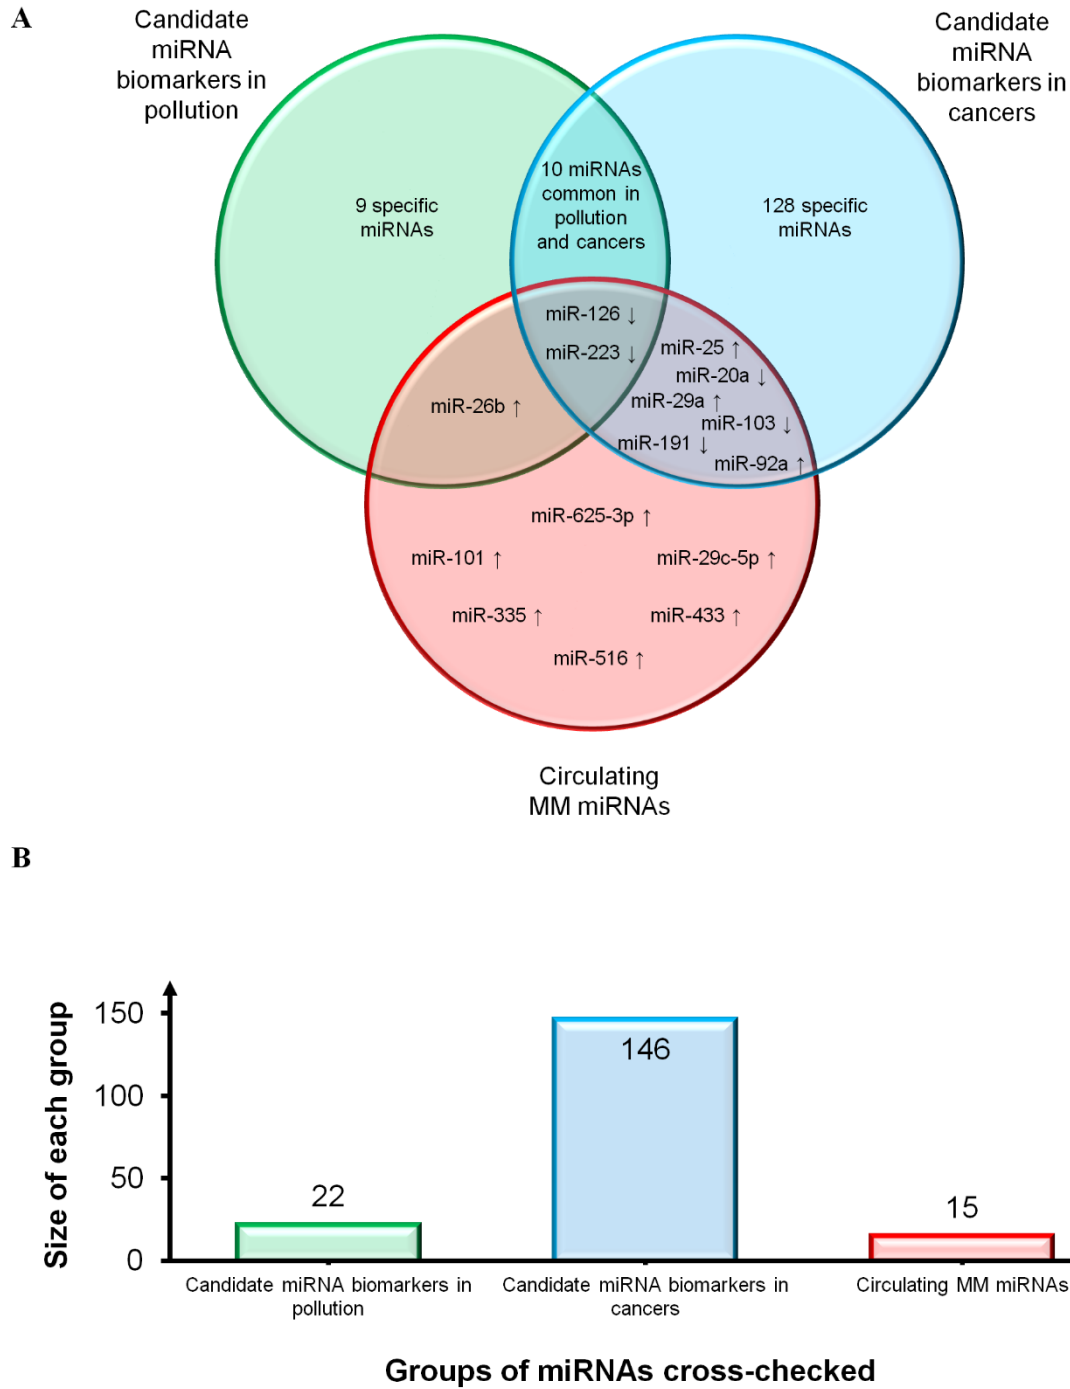 A
Candidate
miRNA
biomarkers in
pollution
Candidate
miRNA
biomarkers in
cancers
9 specific
miRNAs
10 miRNAs
common in
pollution
and cancers
128 specific
miRNAs
miR-126 ↓
miR-223 ↓
miR-25 ↑
miR-20a ↓
miR-29a ↑
miR-103 ↓
miR-191 ↓
miR-92a ↑
miR-26b ↑
miR-625-3p ↑
miR-101 ↑
miR-29c-5p ↑
miR-335 ↑
miR-433 ↑
miR-516 ↑
Circulating
MM miRNAs
B
Size of each group
150
100
50
0
22
146
15
Candidate miRNA biomarkers in
pollution
Candidate miRNA biomarkers in
cancers
Circulating MM miRNAs
Groups of miRNAs cross-checked